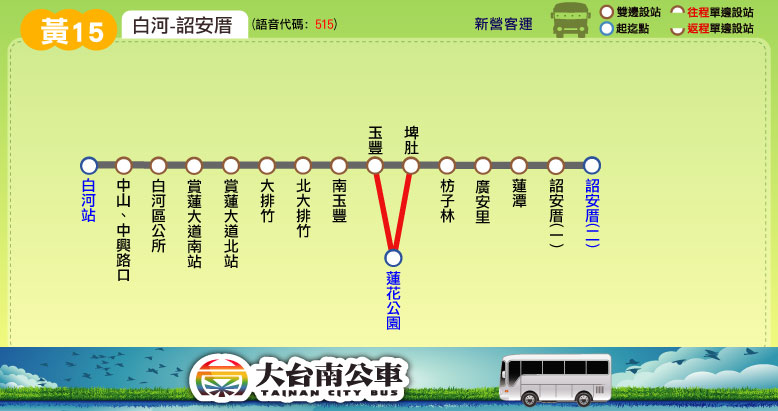 黃15
白河-詔安厝
(語音代碼: 515)
新營客運
雙邊設站
往程單邊設站
起迄點
返程單邊設站
白河站
中山、中興路口
白河區公所
賞蓮大道南站
賞蓮大道北站
大排竹
北大排竹
南玉豐
玉豐
蓮花公園
埤肚
枋子林
廣安里
蓮潭
詔安厝(一)
詔安厝(二)
大台南公車
TAINAN CITY BUS